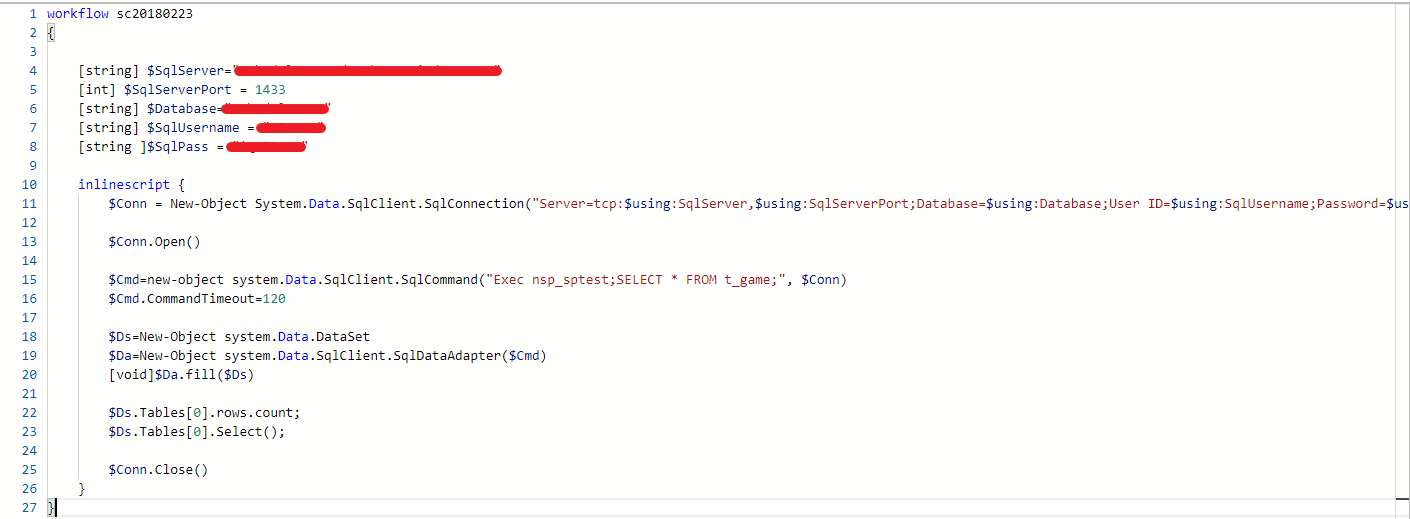 1 workflow sc20180223
2 {
3
4 [string] $SqlServer="
5 [int] $SqlServerPort = 1433
6 [string] $Database=
7 [string] $SqlUsername =
8 [string ]$SqlPass =
9
10 inlinescript {
11 $Conn = New-Object System.Data.SqlClient.SqlConnection("Server=tcp:$using:SqlServer,$using:SqlServerPort;Database=$using:Database;User ID=$using:SqlUsername;Password=$us
12
13 $Conn.Open()
14
15 $Cmd=new-object system.Data.SqlClient.SqlCommand("Exec nsp_sptest;SELECT * FROM t_game;", $Conn)
16 $Cmd.CommandTimeout=120
17
18 $Ds=New-Object system.Data.DataSet
19 $Da=New-Object system.Data.SqlClient.SqlDataAdapter($Cmd)
20 [void]$Da.fill($Ds)
21
22 $Ds.Tables[0].rows.count;
23 $Ds.Tables[0].Select();
24
25 $Conn.Close()
26 }
27 }